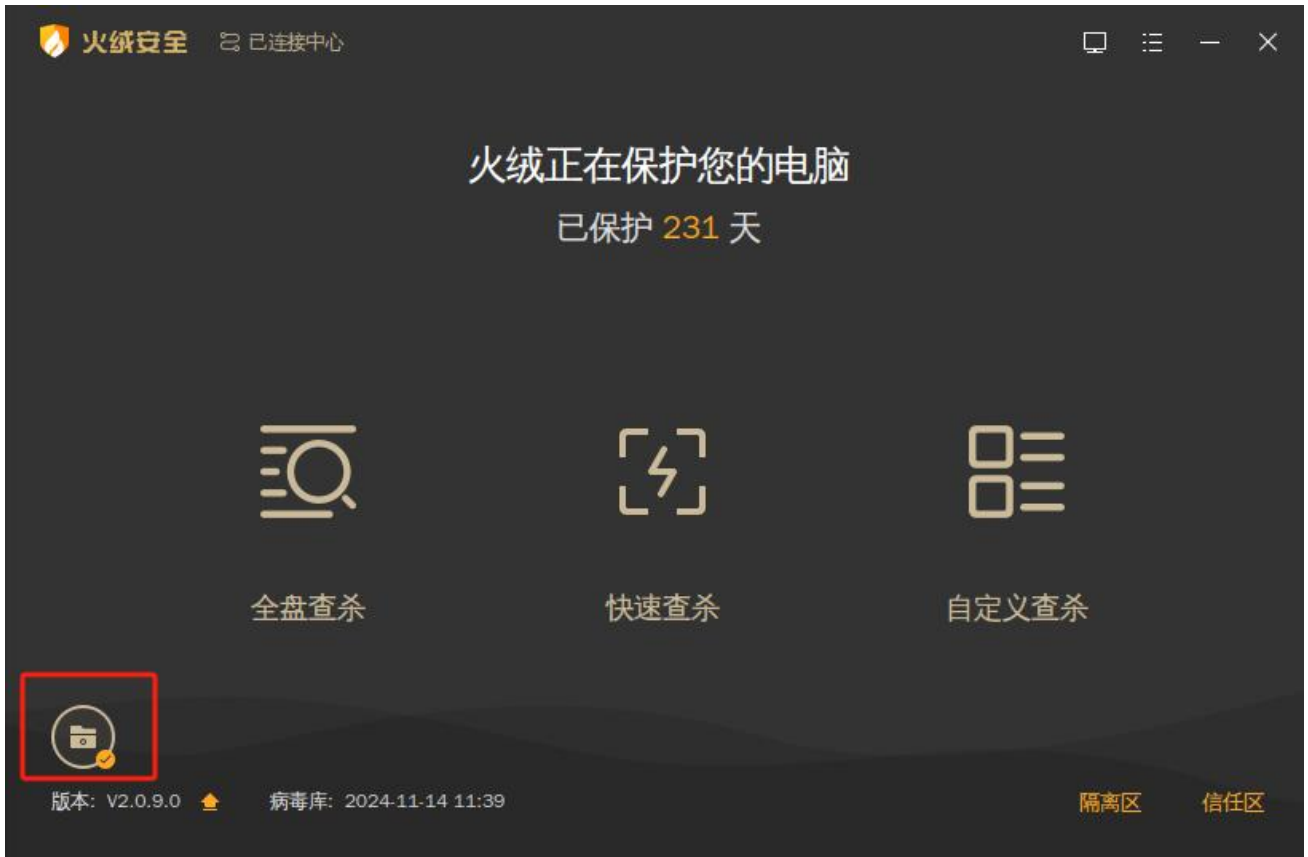 火绒安全 已连接中心
火绒正在保护您的电脑
已保护 231 天
全盘查杀 快速查杀 自定义查杀
版本: V2.0.9.0 病毒库: 2024-11-14 11:39 隔离区 信任区